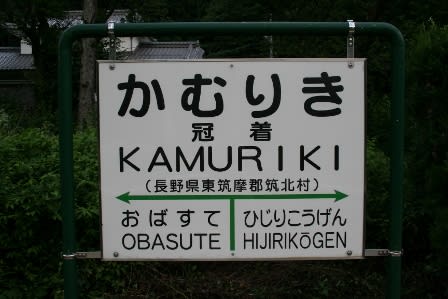 かむりき
冠着
KAMURIKI
(長野県東筑摩郡筑北村)
おばすて ひじりこうげん
OBASUTE HIJIRIKŌGEN